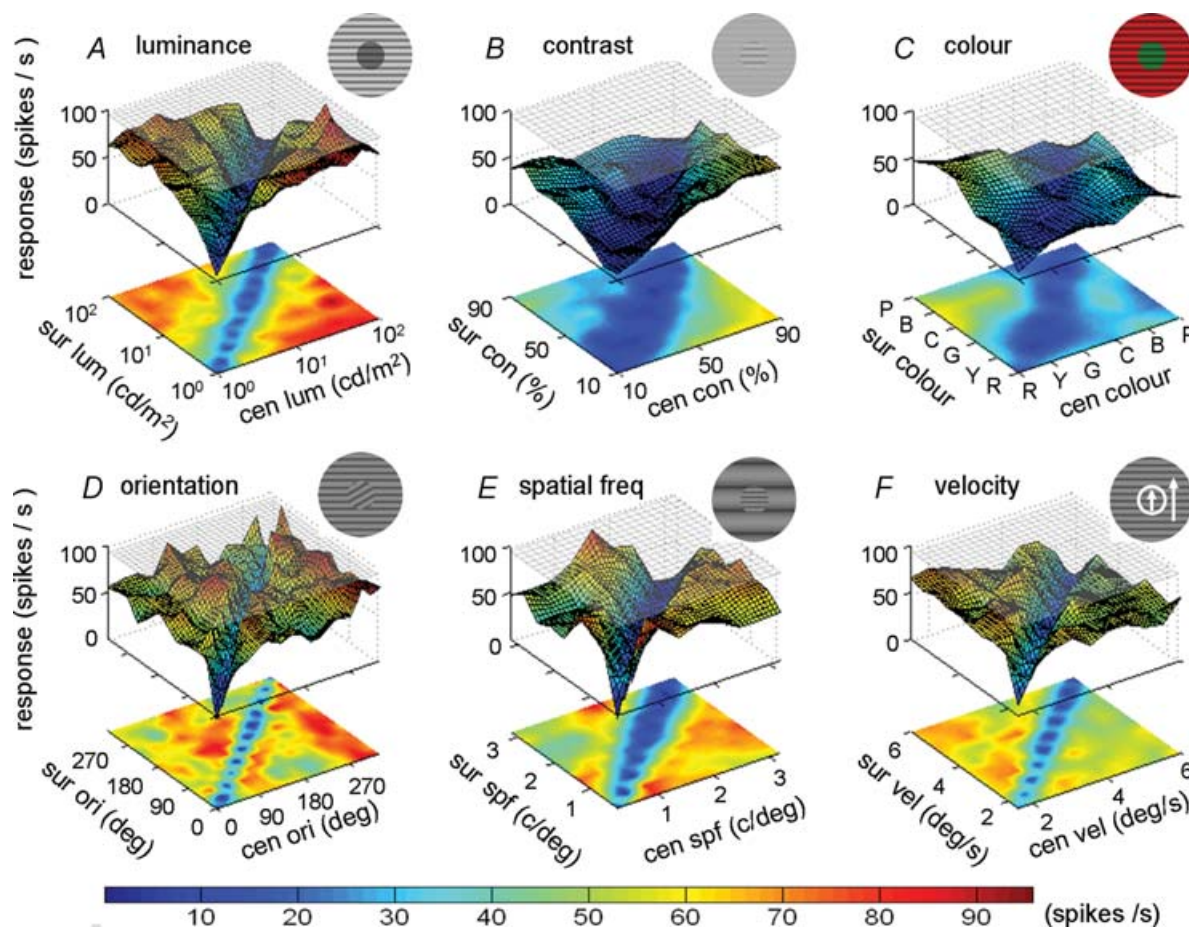 A luminance
B contrast
C colour
response (spikes / s)
100
50
0
100
50
0
100
50
0
10²
10¹
10⁰
sur lum (cd/m²)
10⁰
10¹
10²
cen lum (cd/m²)
90
50
10
sur con (%)
10
50
90
cen con (%)
P
B
C
G
Y
R
sur colour
R
Y
G
C
B
cen colour
D orientation
E spatial freq
F velocity
response (spikes / s)
100
50
0
100
50
0
100
50
0
270
180
90
0
sur ori (deg)
0
90
180
270
cen ori (deg)
3
2
1
sur spf (c/deg)
1
2
3
cen spf (c/deg)
6
4
2
sur vel (deg/s)
2
4
6
cen vel (deg/s)
10 20 30 40 50 60 70 80 90 (spikes /s)